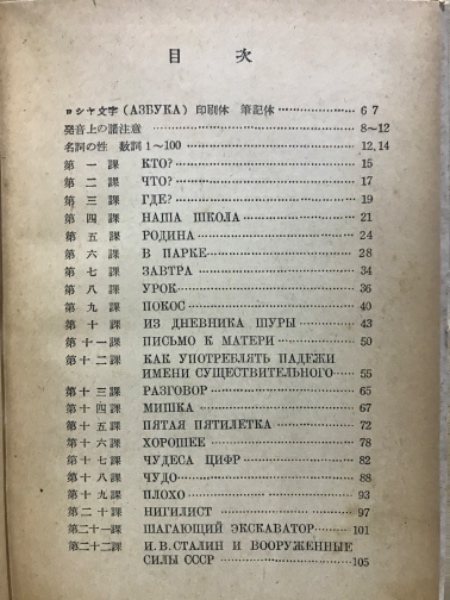 目 次
ロシヤ文字 (АЗБУКА) 印刷体 筆記体 6 7
発音上の諸注意 8~12
名詞の性 数詞 1~100 12,14
第一課 КТО? 15
第二課 ЧТО? 17
第三課 ГДЕ? 19
第四課 НАША ШКОЛА 21
第五課 РОДИНА 24
第六課 В ПАРКЕ 28
第七課 ЗАВТРА 34
第八課 УРОК 36
第九課 ПОКОС 40
第十課 ИЗ ДНЕВНИКА ШУРЫ 43
第十一課 ПИСЬМО К МАТЕРИ 50
第十二課 КАК УПОТРЕБЛЯТЬ ПАДЕЖИ
ИМЕНИ СУЩЕСТВИТЕЛЬНОГО 55
第十三課 РАЗГОВОР 65
第十四課 МИШКА 67
第十五課 ПЯТАЯ ПЯТИЛЕТКА 72
第十六課 ХОРОШЕЕ 78
第十七課 ЧУДЕСА ЦИФР 82
第十八課 ЧУДО 88
第十九課 ПЛОХО 93
第二十課 НИГИЛИСТ 97
第二十一課 ШАГАЮЩИЙ ЭКСКАВАТОР 101
第二十二課 И. В. СТАЛИН И ВООРУЖЕННЫЕ
СИЛЫ СССР 105